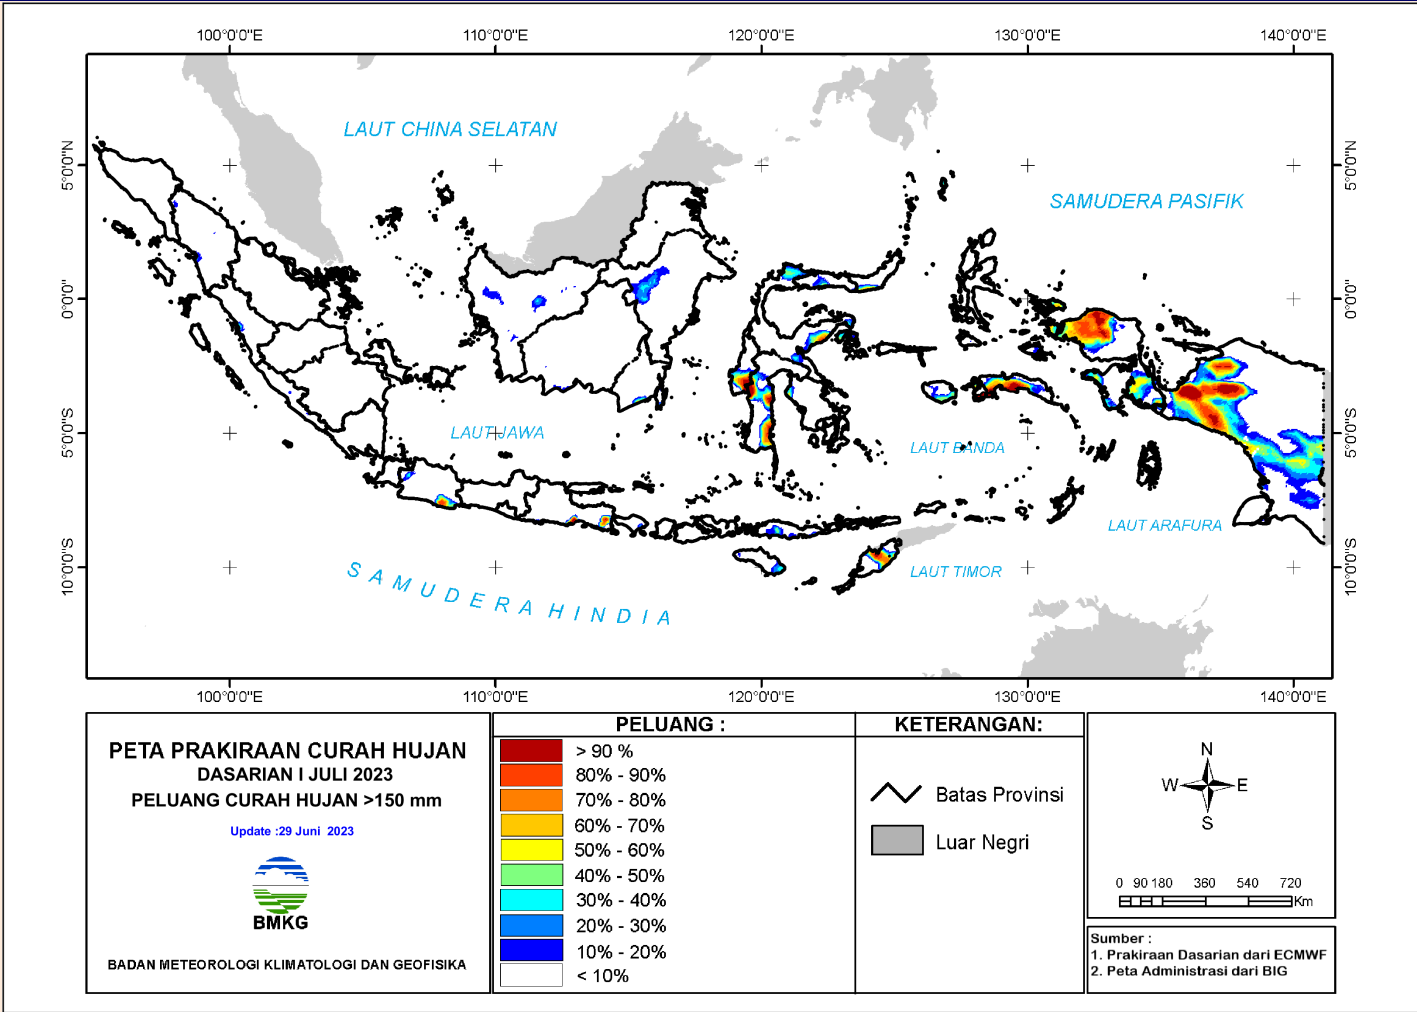 100°0'0"E 110°0'0"E 120°0'0"E 130°0'0"E 140°0'0"E
LAUT CHINA SELATAN
5°0'0"N 5°0'0"N
SAMUDERA PASIFIK
0°0'0" 0°0'0"
LAUT JAWA
5°0'0"S 5°0'0"S
LAUT BANDA
LAUT ARAFURA
10°0'0"S 10°0'0"S
LAUT TIMOR
SAMUDERA HINDIA
100°0'0"E 110°0'0"E 120°0'0"E 130°0'0"E 140°0'0"E
PETA PRAKIRAAN CURAH HUJAN
DASARIAN I JULI 2023
PELUANG CURAH HUJAN >150 mm
Update :29 Juni 2023
BMKG
BADAN METEOROLOGI KLIMATOLOGI DAN GEOFISIKA
PELUANG :
> 90 %
80% - 90%
70% - 80%
60% - 70%
50% - 60%
40% - 50%
30% - 40%
20% - 30%
10% - 20%
< 10%
KETERANGAN:
Batas Provinsi
Luar Negri
N
W E
S
0 90 180 360 540 720
Km
Sumber :
1. Prakiraan Dasarian dari ECMWF
2. Peta Administrasi dari BIG